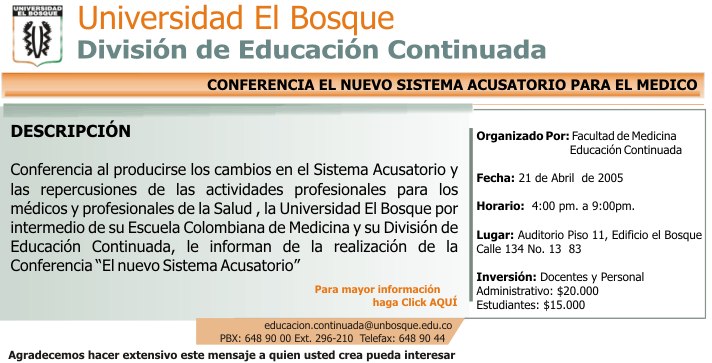 UNIVERSIDAD
EL BOSQUE
Universidad El Bosque
División de Educación Continuada
CONFERENCIA EL NUEVO SISTEMA ACUSATORIO PARA EL MEDICO
DESCRIPCIÓN
Conferencia al producirse los cambios en el Sistema Acusatorio y
las repercusiones de las actividades profesionales para los
médicos y profesionales de la Salud , la Universidad El Bosque por
intermedio de su Escuela Colombiana de Medicina y su División de
Educación Continuada, le informan de la realización de la
Conferencia “El nuevo Sistema Acusatorio”
Para mayor información
haga Click AQUÍ
Organizado Por: Facultad de Medicina
Educación Continuada
Fecha: 21 de Abril de 2005
Horario: 4:00 pm. a 9:00pm.
Lugar: Auditorio Piso 11, Edificio el Bosque
Calle 134 No. 13 83
Inversión: Docentes y Personal
Administrativo: $20.000
Estudiantes: $15.000
educacion.continuada@unbosque.edu.co
PBX: 648 90 00 Ext. 296-210 Telefax: 648 90 44
Agradecemos hacer extensivo este mensaje a quien usted crea pueda interesar